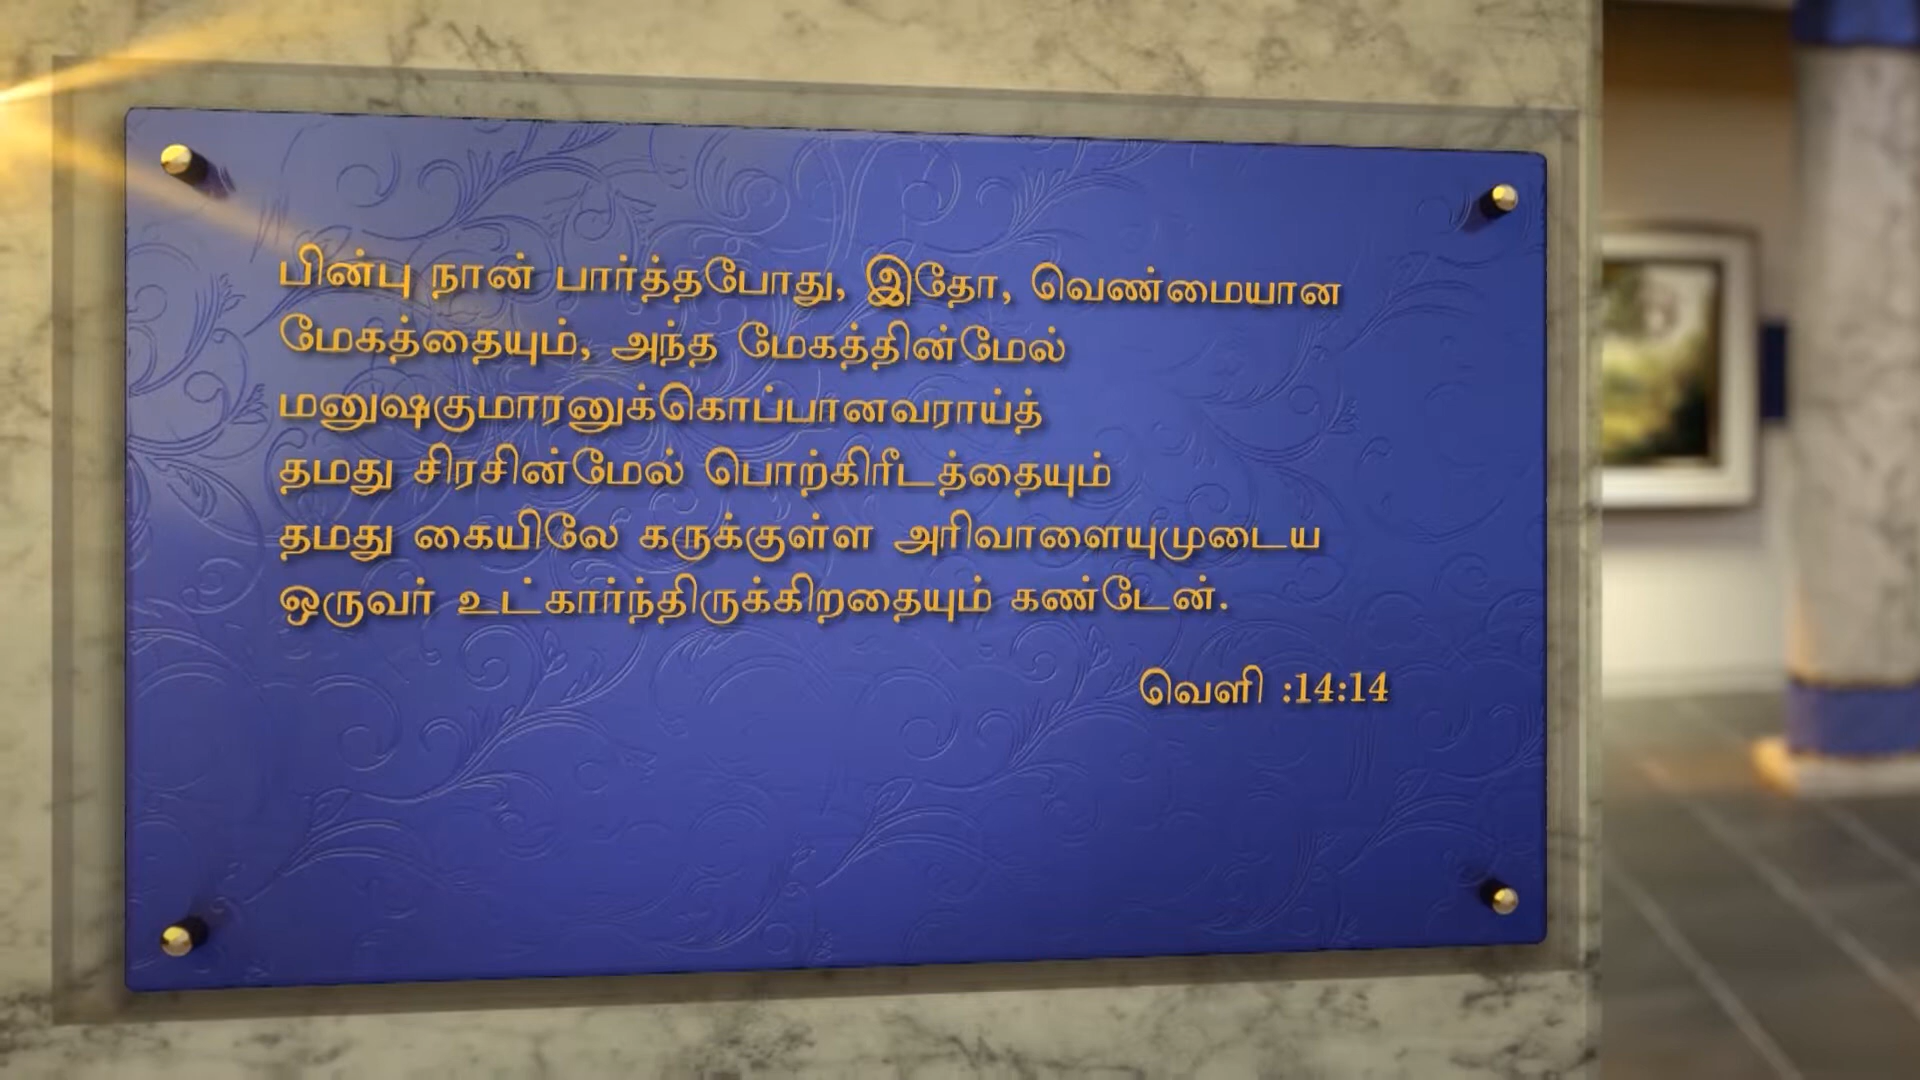 பின்பு நான் பார்த்தபோது, இதோ, வெண்மையான
மேகத்தையும், அந்த மேகத்தின்மேல்
மனுஷகுமாரனுக்கொப்பானவராய்த்
தமது சிரசின்மேல் பொற்கிரீடத்தையும்
தமது கையிலே கருக்குள்ள அரிவாளையுமுடைய
ஒருவர் உட்கார்ந்திருக்கிறதையும் கண்டேன்.
வெளி :14:14